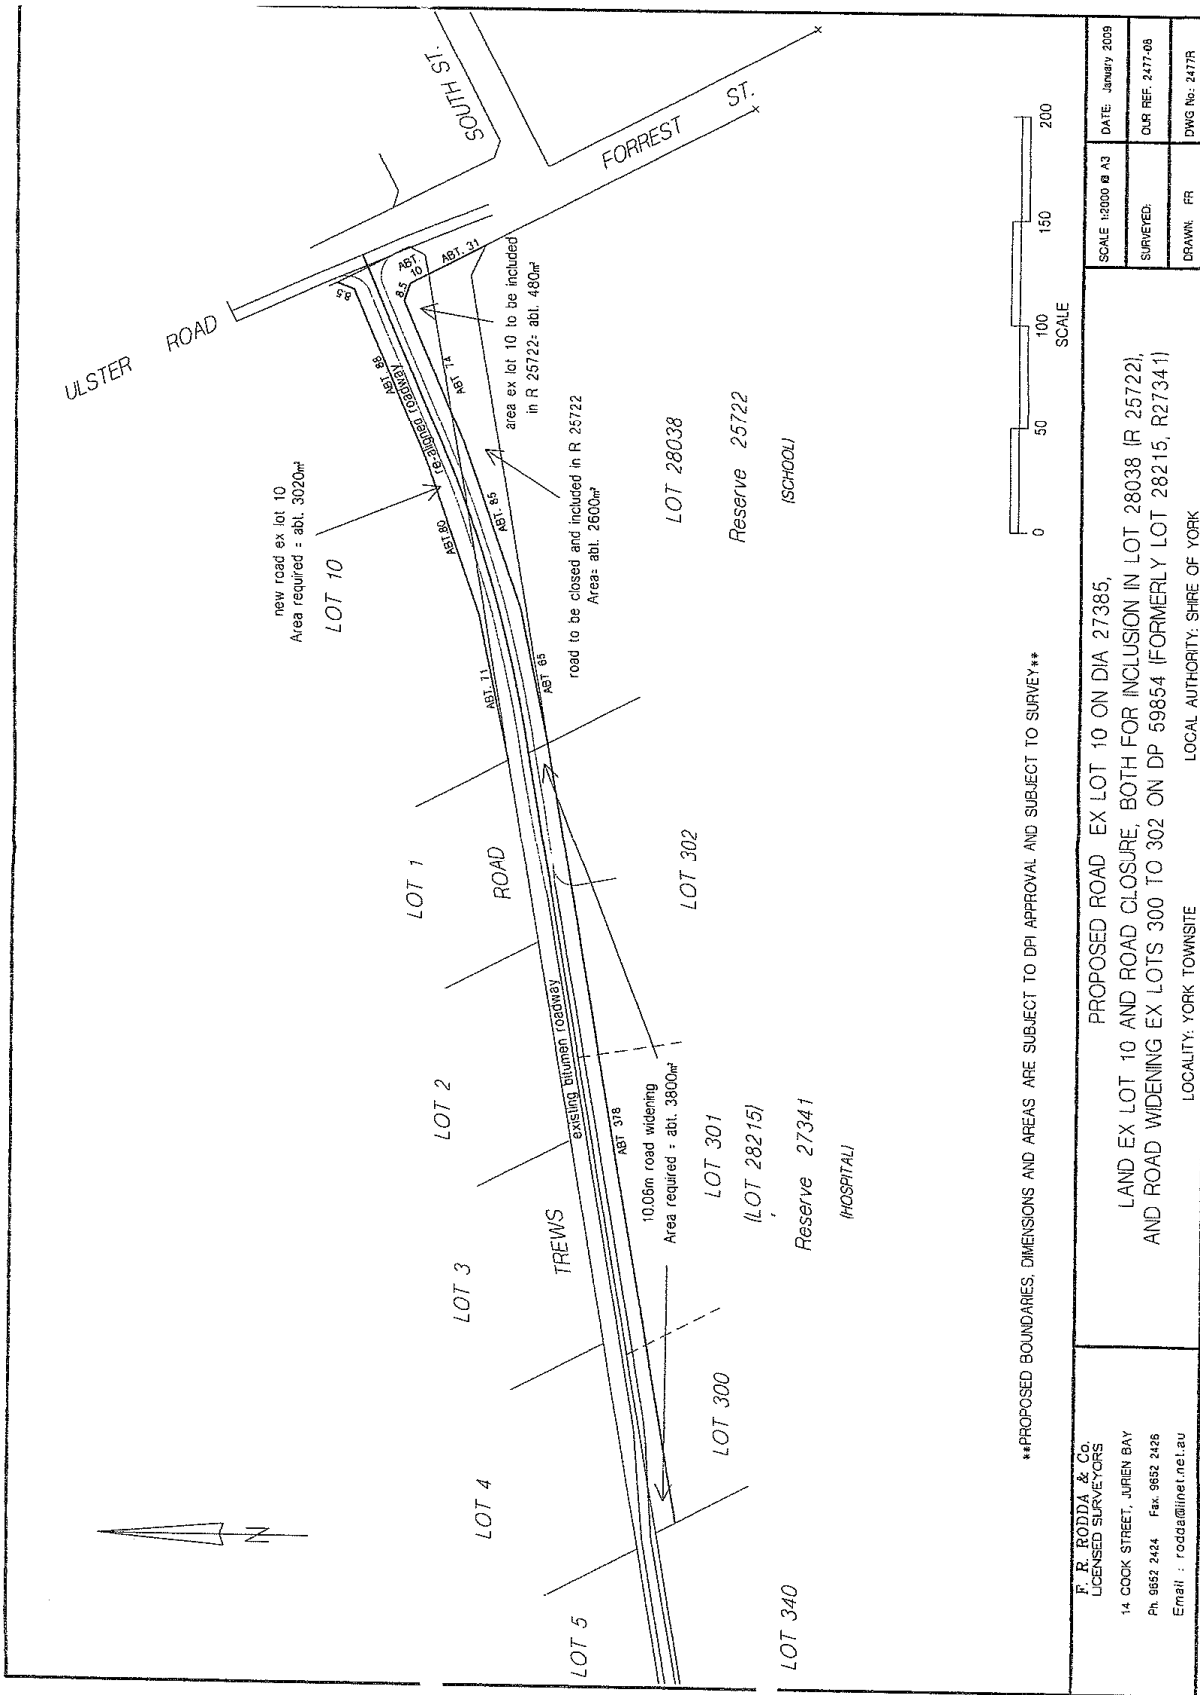 ULSTER ROAD
SOUTH ST.
FORREST ST.
new road ex lot 10
Area required = abt. 3020m²
LOT 10
8.5
ABT. 88
re-aligned roadway
ABT. 10
8.5
ABT. 31
ABT 74
ABT.80
ABT. 85
area ex lot 10 to be included
in R 25722= abt. 480m²
road to be closed and included in R 25722
Area= abt. 2600m²
ABT. 71
ABT 65
LOT 28038
Reserve 25722
(SCHOOL)
LOT 1
LOT 2
LOT 3
LOT 4
LOT 5
TREWS ROAD
existing bitumen roadway
ABT 378
10.06m road widening
Area required = abt. 3800m²
LOT 302
LOT 301
(LOT 28215)
Reserve 27341
(HOSPITAL)
LOT 300
LOT 340
N
0 50 100 150 200
SCALE
**PROPOSED BOUNDARIES, DIMENSIONS AND AREAS ARE SUBJECT TO DPI APPROVAL AND SUBJECT TO SURVEY**
F. R. RODDA & Co.
LICENSED SURVEYORS
14 COOK STREET, JURIEN BAY
Ph. 9652 2424 Fax. 9652 2426
Email : rodda@iinet.net.au
PROPOSED ROAD EX LOT 10 ON DIA 27385,
LAND EX LOT 10 AND ROAD CLOSURE, BOTH FOR INCLUSION IN LOT 28038 (R 25722),
AND ROAD WIDENING EX LOTS 300 TO 302 ON DP 59854 (FORMERLY LOT 28215, R27341)
LOCALITY: YORK TOWNSITE LOCAL AUTHORITY: SHIRE OF YORK
SCALE 1:2000 @ A3 DATE: January 2009
SURVEYED: OUR REF. 2477-08
DRAWN: FR DWG No: 2477R